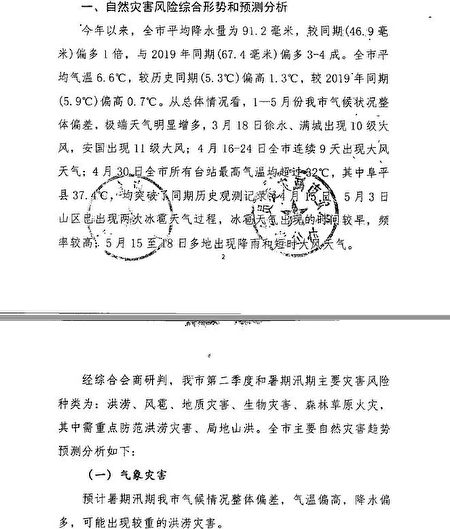 一、自然灾害风险综合形势和预测分析
今年以来，全市平均降水量为91.2毫米，较同期(46.9毫
米)偏多1倍，与2019年同期(67.4毫米)偏多3-4成。全市平
均气温6.6℃，较历史同期(5.3℃)偏高1.3℃，较2019年同期
(5.9℃)偏高0.7℃。从总体情况看，1—5月份我市气候状况整
体偏差，极端天气明显增多，3月18日徐水、满城出现10级大
风，安国出现11级大风；4月16-24日全市连续9天出现大风
天气；4月30日全市所有台站最高气温均超过32℃，其中阜平
县37.4℃，均突破了同期历史观测记录；4月15日、5月3日
山区已出现两次冰雹天气过程，冰雹天气出现的时间较早，频
率较高；5月15至18日多地出现降雨和短时大风天气。
2
经综合会商研判，我市第二季度和暑期汛期主要灾害风险
种类为：洪涝、风雹、地质灾害、生物灾害、森林草原火灾，
其中需重点防范洪涝灾害、局地山洪。全市主要自然灾害趋势
预测分析如下：
（一）气象灾害
预计暑期汛期我市气候情况整体偏差，气温偏高，降水偏
多，可能出现较重的洪涝灾害。